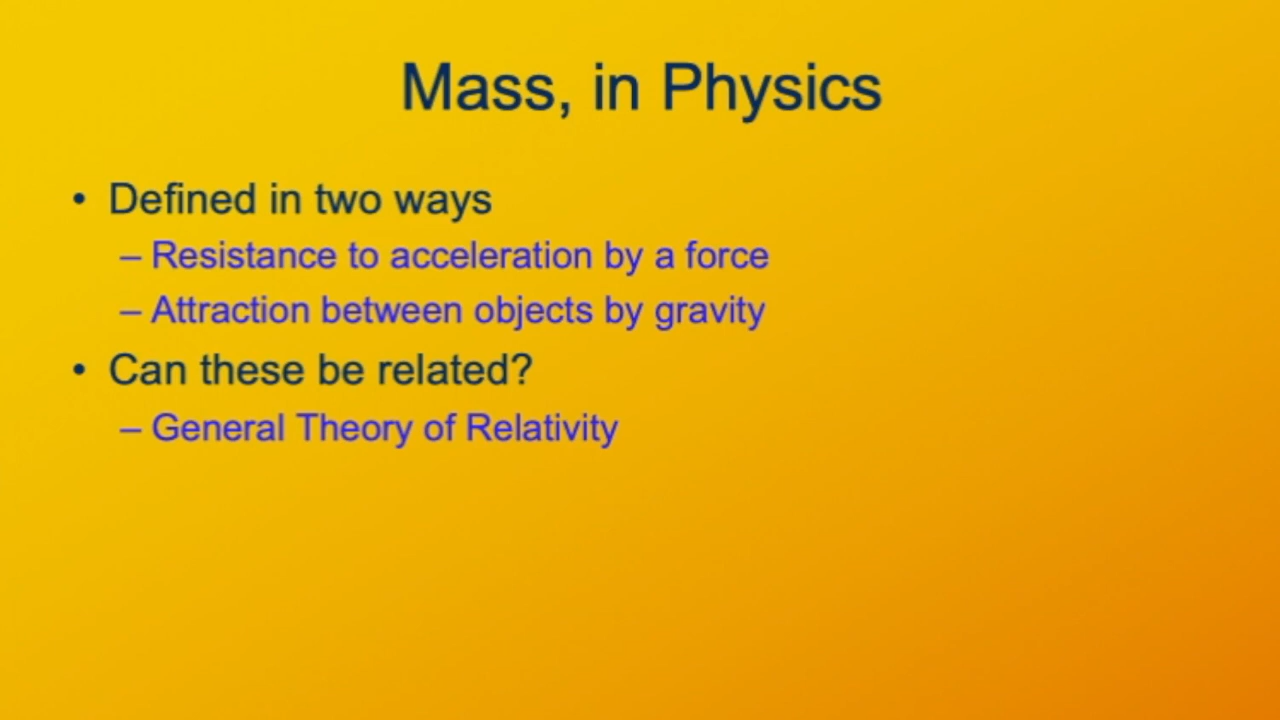 Mass, in Physics
• Defined in two ways
– Resistance to acceleration by a force
– Attraction between objects by gravity
• Can these be related?
– General Theory of Relativity